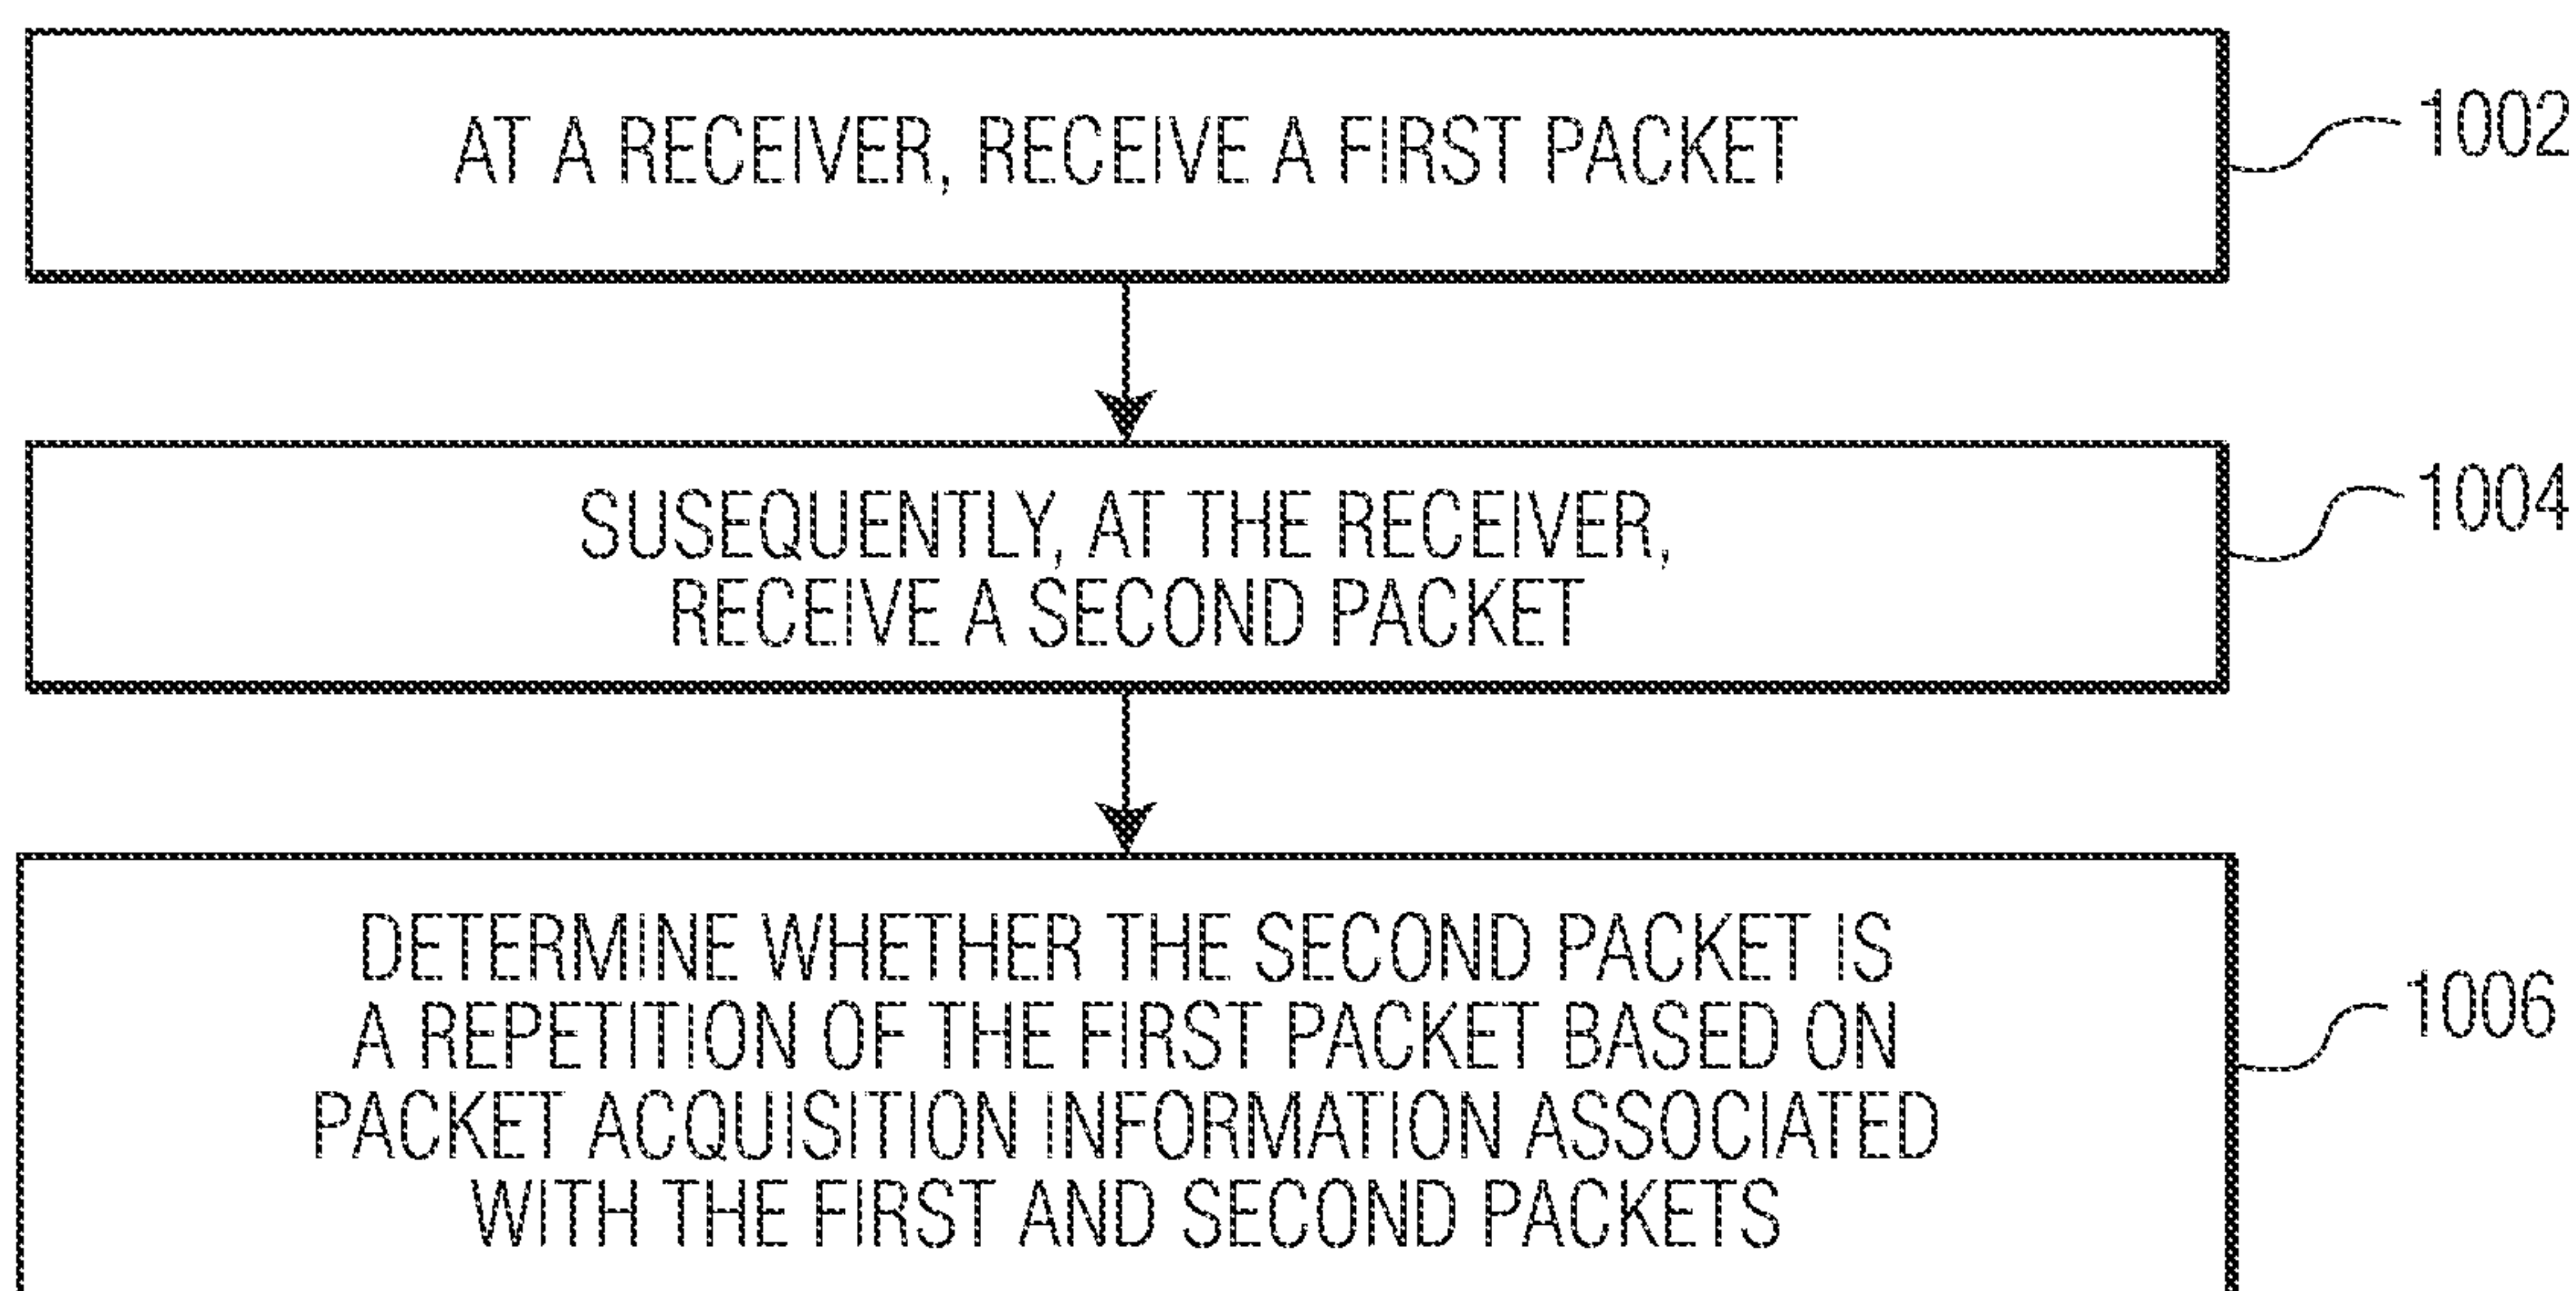 AT A RECEIVER, RECEIVE A FIRST PACKET
1002
SUSEQUENTLY, AT THE RECEIVER,
RECEIVE A SECOND PACKET
1004
DETERMINE WHETHER THE SECOND PACKET IS
A REPETITION OF THE FIRST PACKET BASED ON
PACKET ACQUISITION INFORMATION ASSOCIATED
WITH THE FIRST AND SECOND PACKETS
1006